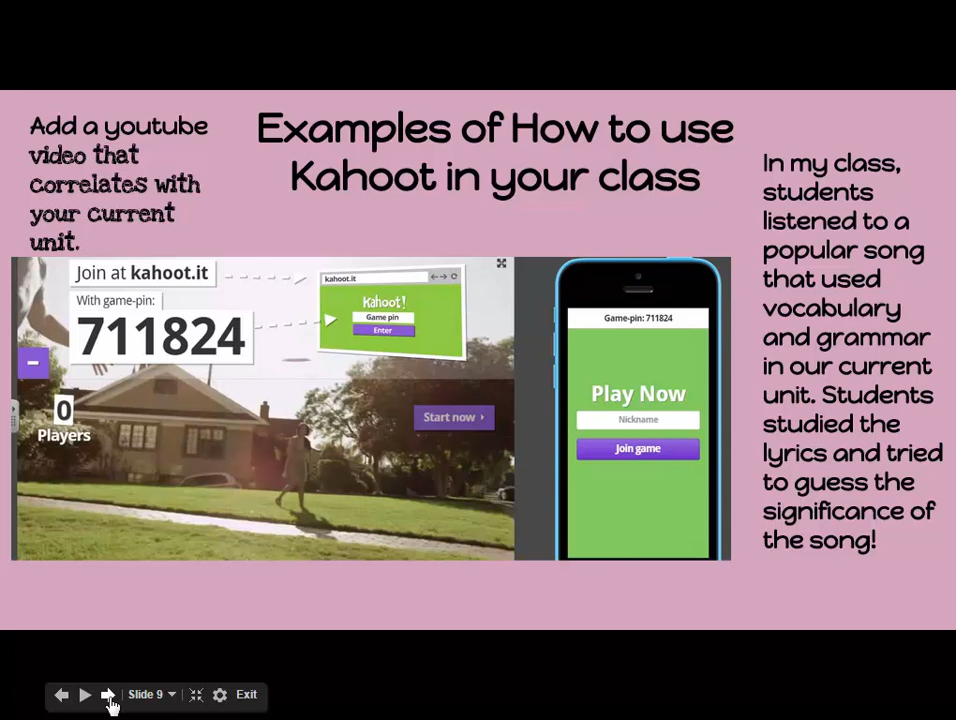 Add a youtube
video that
correlates with
your current
unit.
Examples of How to use
Kahoot in your class
In my class,
students
listened to a
popular song
that used
vocabulary
and grammar
in our current
unit. Students
studied the
lyrics and tried
to guess the
significance of
the song!
Join at kahoot.it
With game-pin:
711824
kahoot.it
Kahoot!
Game pin
Enter
0
Players
Start now
Game-pin: 711824
Play Now
Nickname
Join game
Slide 9
Exit